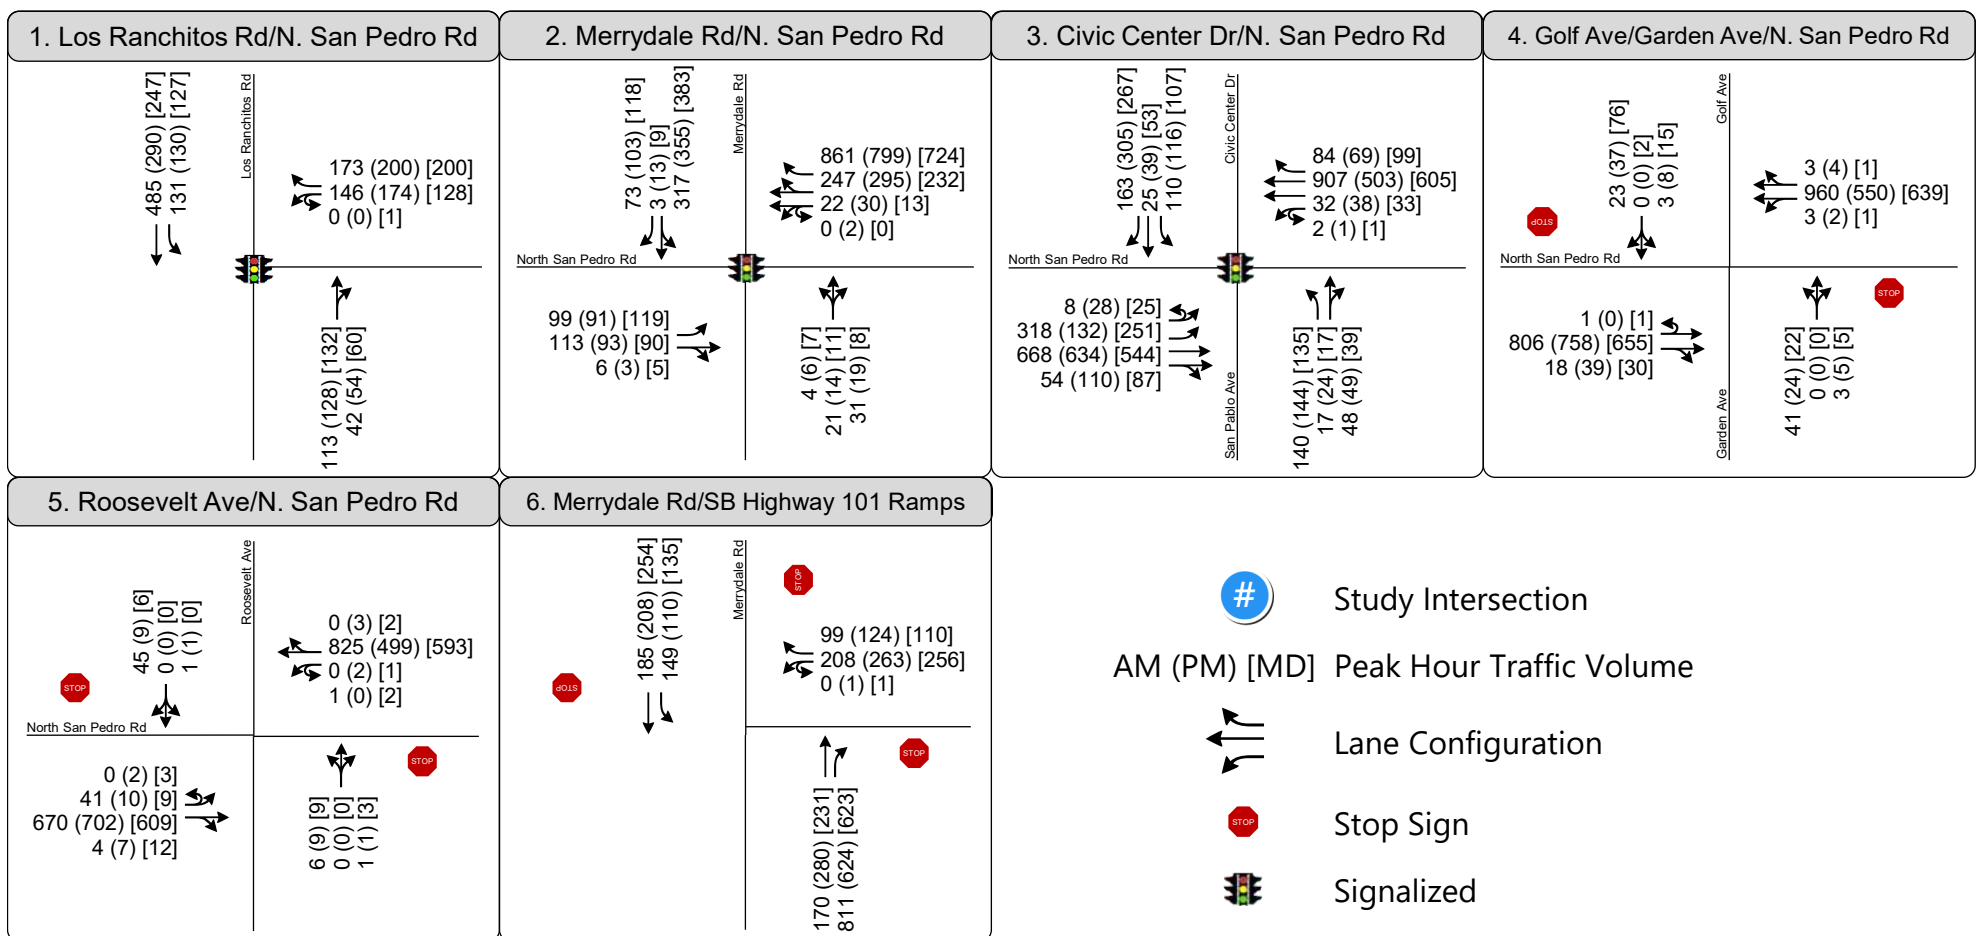 1. Los Ranchitos Rd/N. San Pedro Rd
485 (290) [247]
131 (130) [127]
Los Ranchitos Rd
173 (200) [200]
146 (174) [128]
0 (0) [1]
113 (128) [132]
42 (54) [60]
2. Merrydale Rd/N. San Pedro Rd
73 (103) [118]
3 (13) [9]
317 (355) [383]
Merrydale Rd
861 (799) [724]
247 (295) [232]
22 (30) [13]
0 (2) [0]
North San Pedro Rd
99 (91) [119]
113 (93) [90]
6 (3) [5]
4 (6) [7]
21 (14) [11]
31 (19) [8]
3. Civic Center Dr/N. San Pedro Rd
163 (305) [267]
25 (39) [53]
110 (116) [107]
Civic Center Dr
84 (69) [99]
907 (503) [605]
32 (38) [33]
2 (1) [1]
North San Pedro Rd
8 (28) [25]
318 (132) [251]
668 (634) [544]
54 (110) [87]
San Pablo Ave
140 (144) [135]
17 (24) [17]
48 (49) [39]
4. Golf Ave/Garden Ave/N. San Pedro Rd
23 (37) [76]
0 (0) [2]
3 (8) [15]
Golf Ave
3 (4) [1]
960 (550) [639]
3 (2) [1]
STOP
North San Pedro Rd
STOP
1 (0) [1]
806 (758) [655]
18 (39) [30]
Garden Ave
41 (24) [22]
0 (0) [0]
3 (5) [5]
5. Roosevelt Ave/N. San Pedro Rd
45 (9) [6]
0 (0) [0]
1 (1) [0]
Roosevelt Ave
0 (3) [2]
825 (499) [593]
0 (2) [1]
1 (0) [2]
STOP
North San Pedro Rd
STOP
0 (2) [3]
41 (10) [9]
670 (702) [609]
4 (7) [12]
6 (9) [9]
0 (0) [0]
1 (1) [3]
6. Merrydale Rd/SB Highway 101 Ramps
185 (208) [254]
149 (110) [135]
Merrydale Rd
STOP
99 (124) [110]
208 (263) [256]
0 (1) [1]
STOP
STOP
170 (280) [231]
811 (624) [623]
# Study Intersection
AM (PM) [MD] Peak Hour Traffic Volume
Lane Configuration
STOP Stop Sign
Signalized